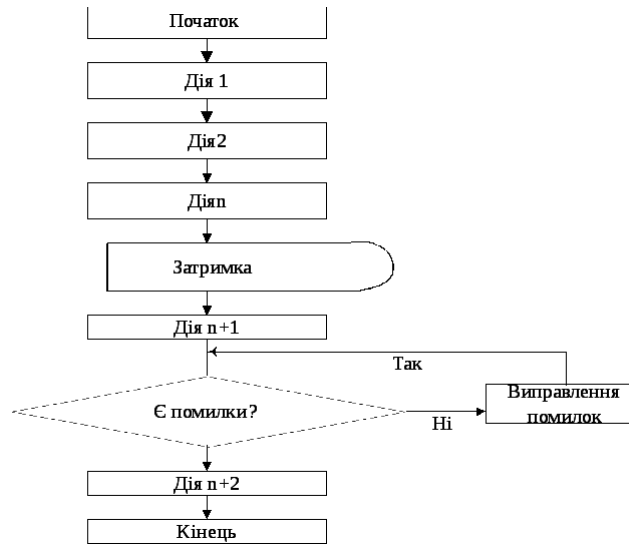 Початок
Дія 1
Дія2
Діяn
Затримка
Дія n+1
Так
Є помилки?
Ні
Виправлення
помилок
Дія n+2
Кінець